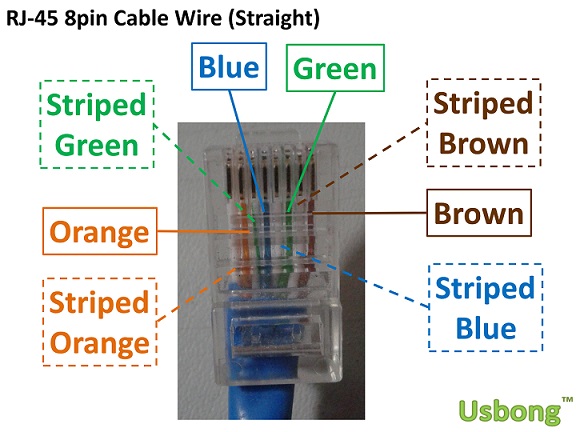 RJ-45 8pin Cable Wire (Straight)
Blue
Green
Striped
Green
Striped
Brown
Orange
Brown
Striped
Orange
Striped
Blue
Usbong™